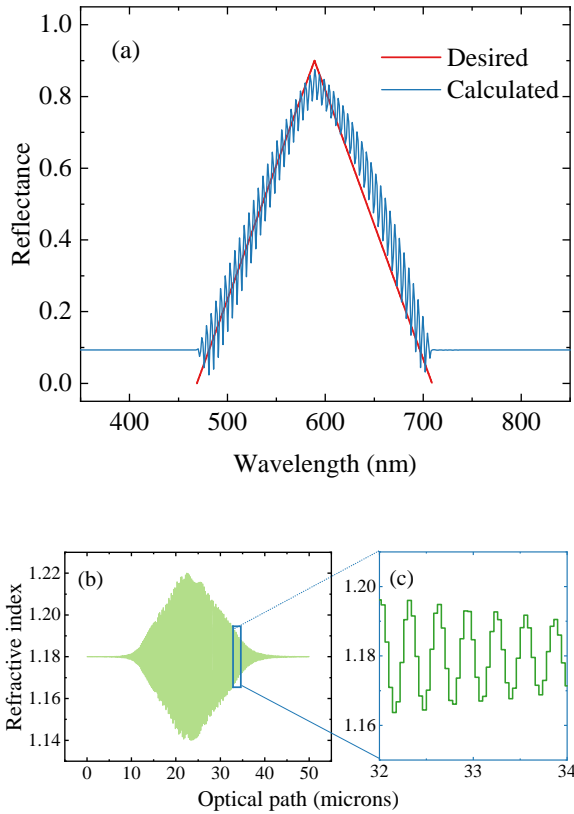 1.0
(a)
Desired
Calculated
0.8
0.6
0.4
0.2
0.0
Reflectance
400 500 600 700 800
Wavelength (nm)
(b)
(c)
1.22
1.20
1.18
1.16
1.14
Refractive index
0 10 20 30 40 50
1.20
1.18
1.16
32 33 34
Optical path (microns)